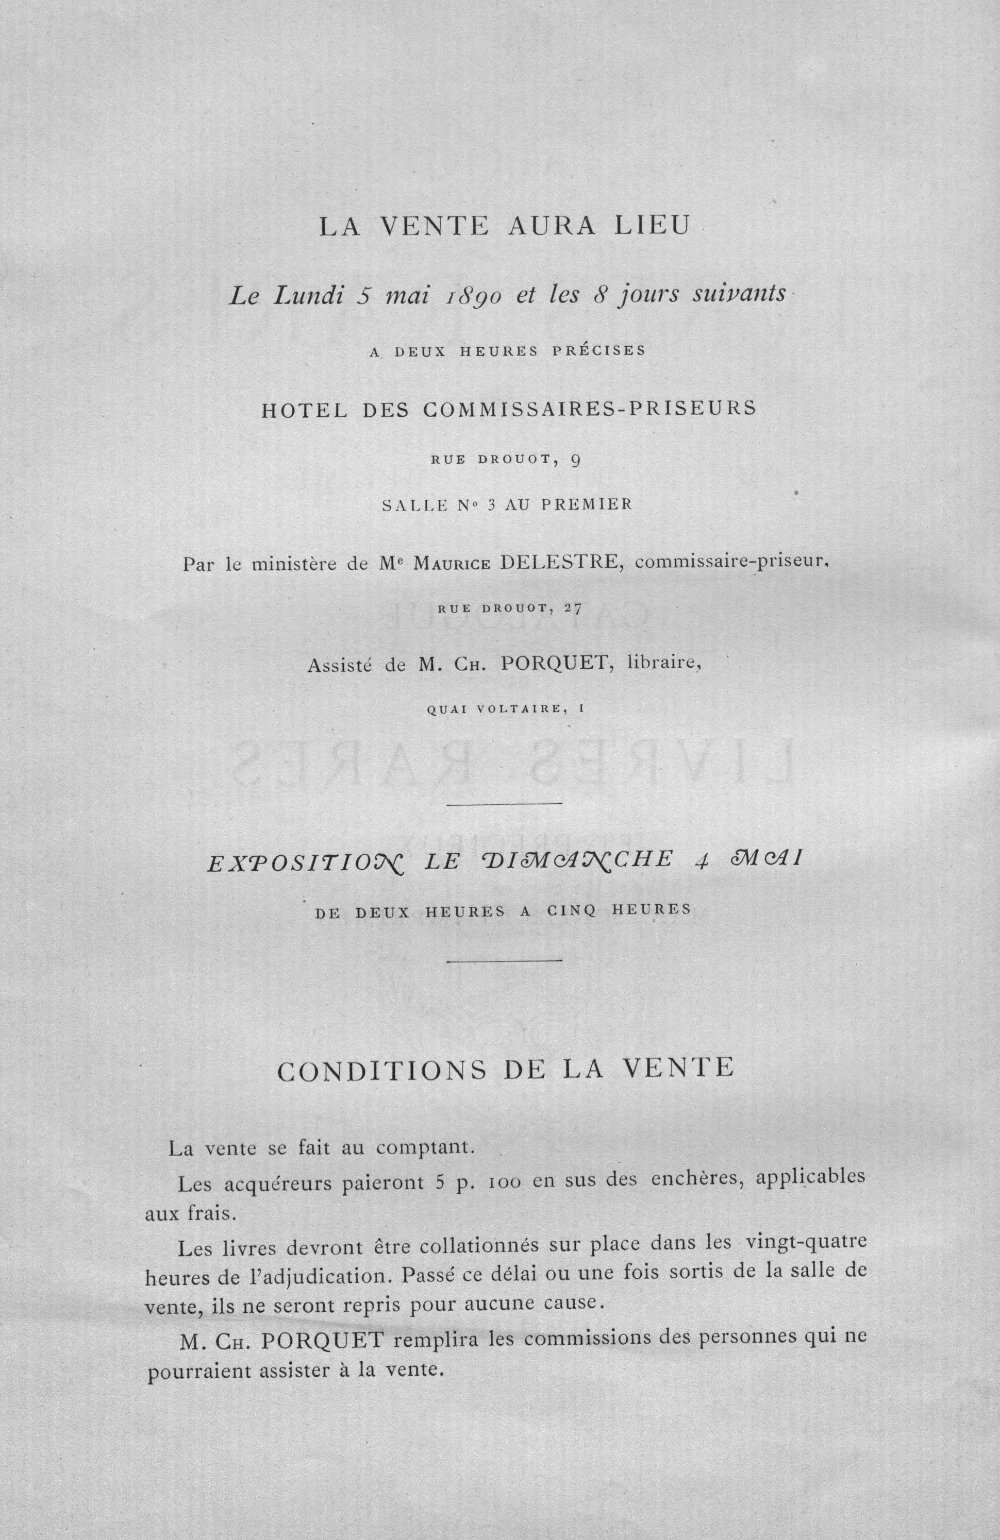 LA VENTE AURA LIEU
Le Lundi 5 mai 1890 et les 8 jours suivants
A DEUX HEURES PRÉCISES
HOTEL DES COMMISSAIRES-PRISEURS
RUE DROUOT, 9
SALLE No 3 AU PREMIER
Par le ministère de Me MAURICE DELESTRE, commissaire-priseur.
RUE DROUOT, 27
Assisté de M. CH. PORQUET, libraire,
QUAI VOLTAIRE, 1
EXPOSITION LE DIMANCHE 4 MAI
DE DEUX HEURES A CINQ HEURES
CONDITIONS DE LA VENTE
La vente se fait au comptant.
Les acquéreurs paieront 5 p. 100 en sus des enchères, applicables
aux frais.
Les livres devront être collationnés sur place dans les vingt-quatre
heures de l'adjudication. Passé ce délai ou une fois sortis de la salle de
vente, ils ne seront repris pour aucune cause.
M. CH. PORQUET remplira les commissions des personnes qui ne
pourraient assister à la vente.